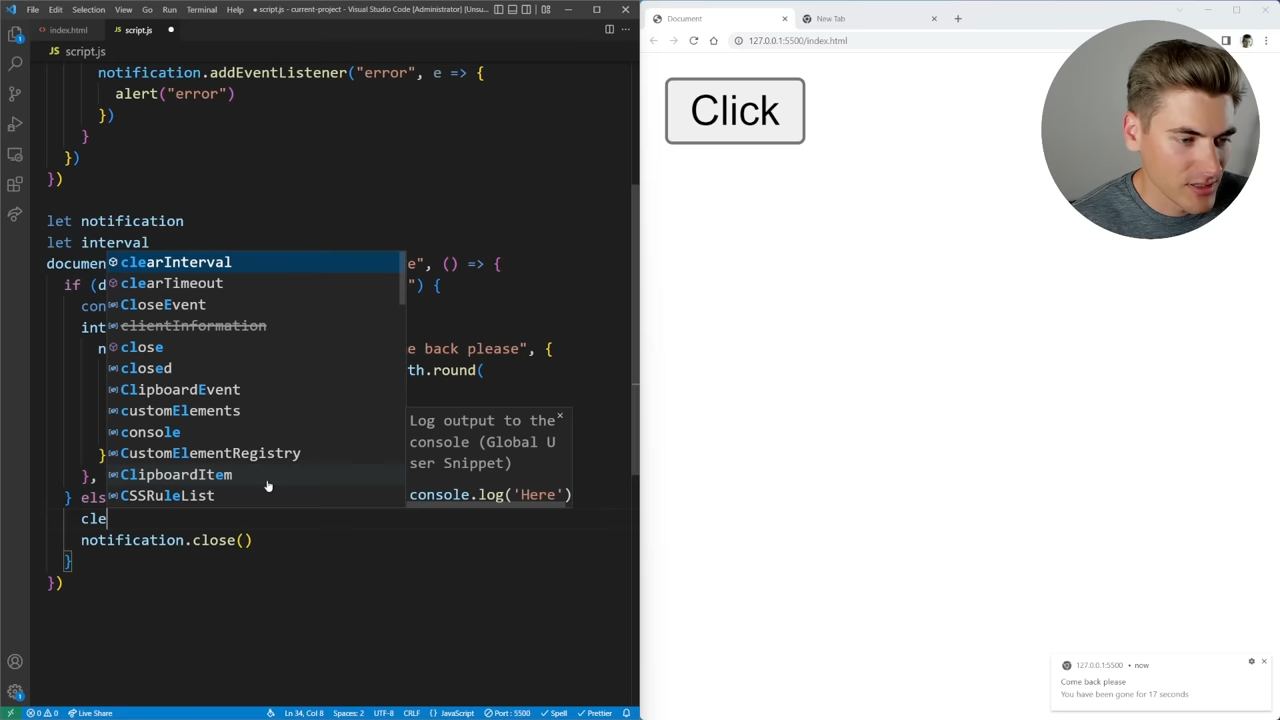 File Edit Selection View Go Run Terminal Help
● script.js - current-project - Visual Studio Code [Administrator] [Unsu...
index.html
script.js
script.js
notification.addEventListener("error", e => {
alert("error")
})
}
})
})
let notification
let interval
documen e", () => {
if (d ") {
con
int
n e back please", {
th.round(
}
},
} els
cle
notification.close()
}
})
clearInterval
clearTimeout
CloseEvent
clientInformation
close
closed
ClipboardEvent
customElements
console
CustomElementRegistry
ClipboardItem
CSSRuleList
Log output to the
console (Global U
ser Snippet)
console.log('Here')
0 0 Live Share
Ln 34, Col 8 Spaces: 2 UTF-8 CRLF {} JavaScript Port : 5500 Spell Prettier
Document
New Tab
127.0.0.1:5500/index.html
Click
127.0.0.1:5500 • now
Come back please
You have been gone for 17 seconds